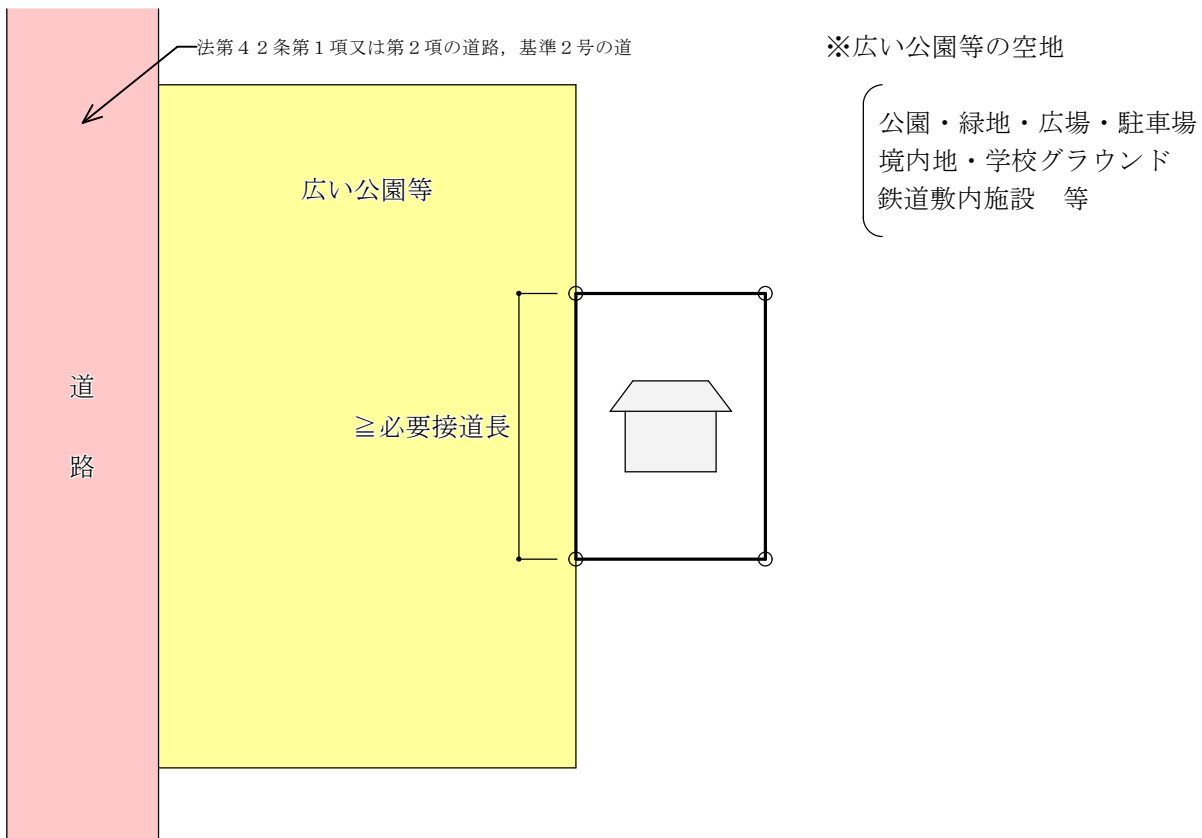 法第４２条第１項又は第２項の道路，基準２号の道
※広い公園等の空地
公園・緑地・広場・駐車場
境内地・学校グラウンド
鉄道敷内施設　等
広い公園等
道
路
≧必要接道長